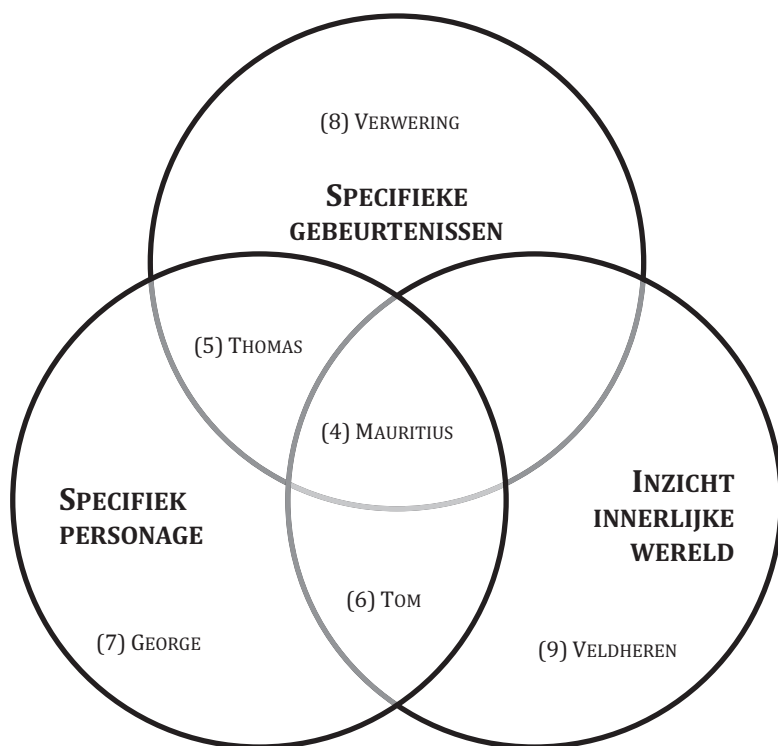 (8) VERWERING
SPECIFIEKE
GEBEURTENISSEN
(5) THOMAS
(4) MAURITIUS
SPECIFIEK
PERSONAGE
INZICHT
INNERLIJKE
WERELD
(6) TOM
(7) GEORGE
(9) VELDHEREN